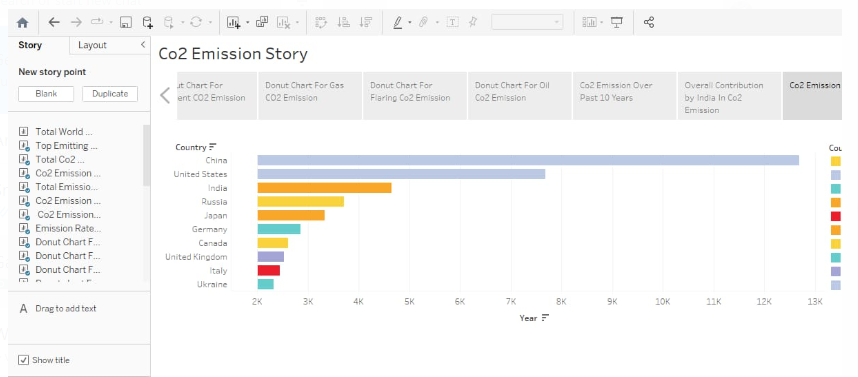 Story Layout
New story point
Blank Duplicate
Total World ...
Top Emitting ...
Total Co2 ...
Co2 Emission ...
Total Emissio...
Co2 Emission ...
Co2 Emission...
Emission Rate...
Donut Chart F...
Donut Chart F...
Donut Chart F...
A Drag to add text
Show title
Co2 Emission Story
ut Chart For
ent CO2 Emission
Donut Chart For Gas
CO2 Emission
Donut Chart For
Flaring Co2 Emission
Donut Chart For Oil
Co2 Emission
Co2 Emission Over
Past 10 Years
Overall Contribution
by India In Co2
Emission
Co2 Emission
Country
China
United States
India
Russia
Japan
Germany
Canada
United Kingdom
Italy
Ukraine
2K 3K 4K 5K 6K 7K 8K 9K 10K 11K 12K 13K
Year
Cou